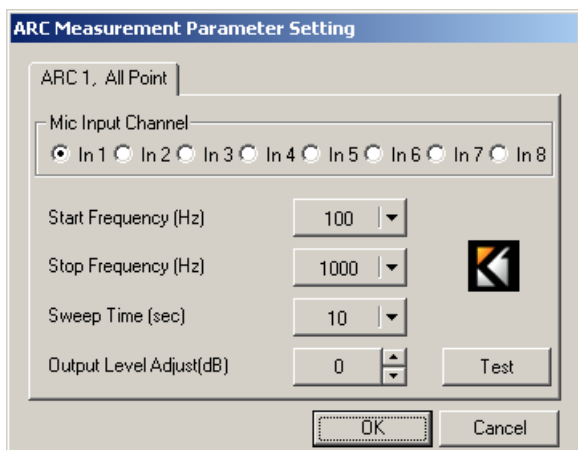 ARC Measurement Parameter Setting
ARC 1, All Point
Mic Input Channel
In 1 In 2 In 3 In 4 In 5 In 6 In 7 In 8
Start Frequency (Hz) 100
Stop Frequency (Hz) 1000
Sweep Time (sec) 10
Output Level Adjust(dB) 0 Test
OK Cancel